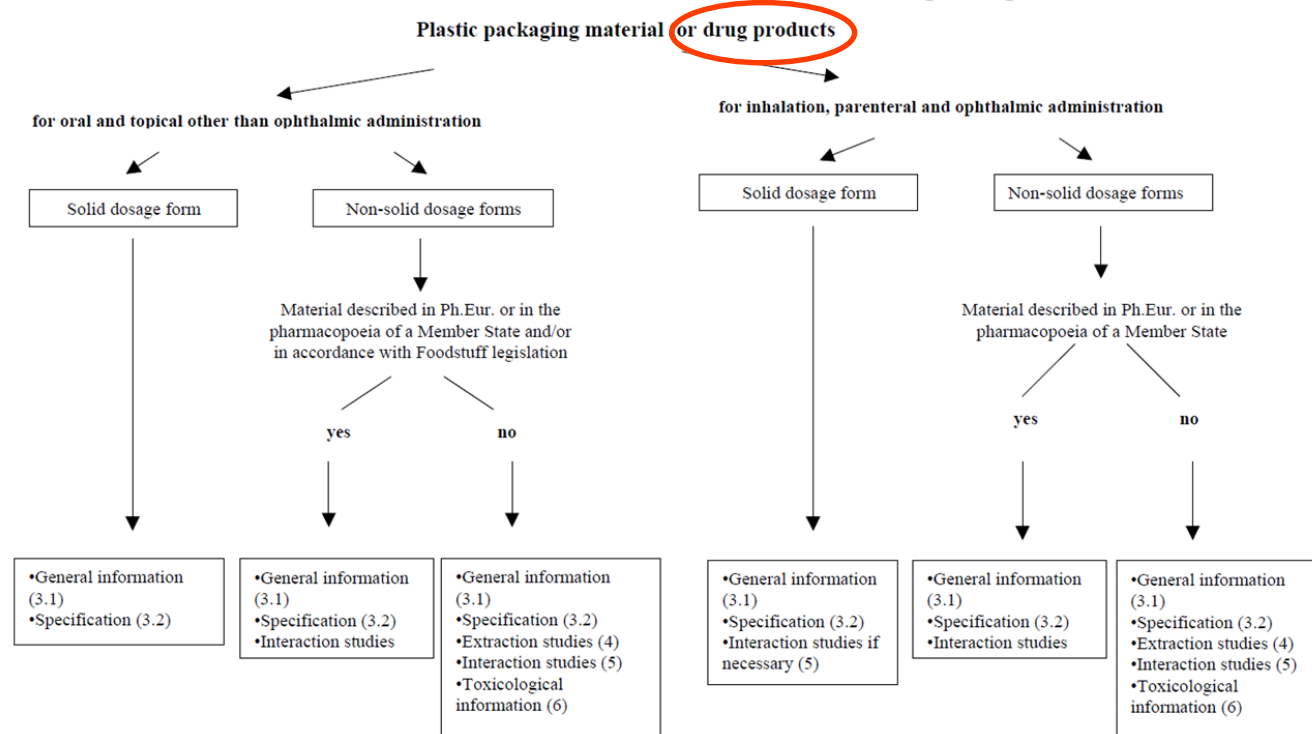 Plastic packaging material or drug products
for oral and topical other than ophthalmic administration
for inhalation, parenteral and ophthalmic administration
Solid dosage form
Non-solid dosage forms
Solid dosage form
Non-solid dosage forms
Material described in Ph.Eur. or in the
pharmacopoeia of a Member State and/or
in accordance with Foodstuff legislation
Material described in Ph.Eur. or in the
pharmacopoeia of a Member State
yes
no
yes
no
•General information
(3.1)
•Specification (3.2)
•General information
(3.1)
•Specification (3.2)
•Interaction studies
•General information
(3.1)
•Specification (3.2)
•Extraction studies (4)
•Interaction studies (5)
•Toxicological
information (6)
•General information
(3.1)
•Specification (3.2)
•Interaction studies if
necessary (5)
•General information
(3.1)
•Specification (3.2)
•Interaction studies
•General information
(3.1)
•Specification (3.2)
•Extraction studies (4)
•Interaction studies (5)
•Toxicological
information (6)